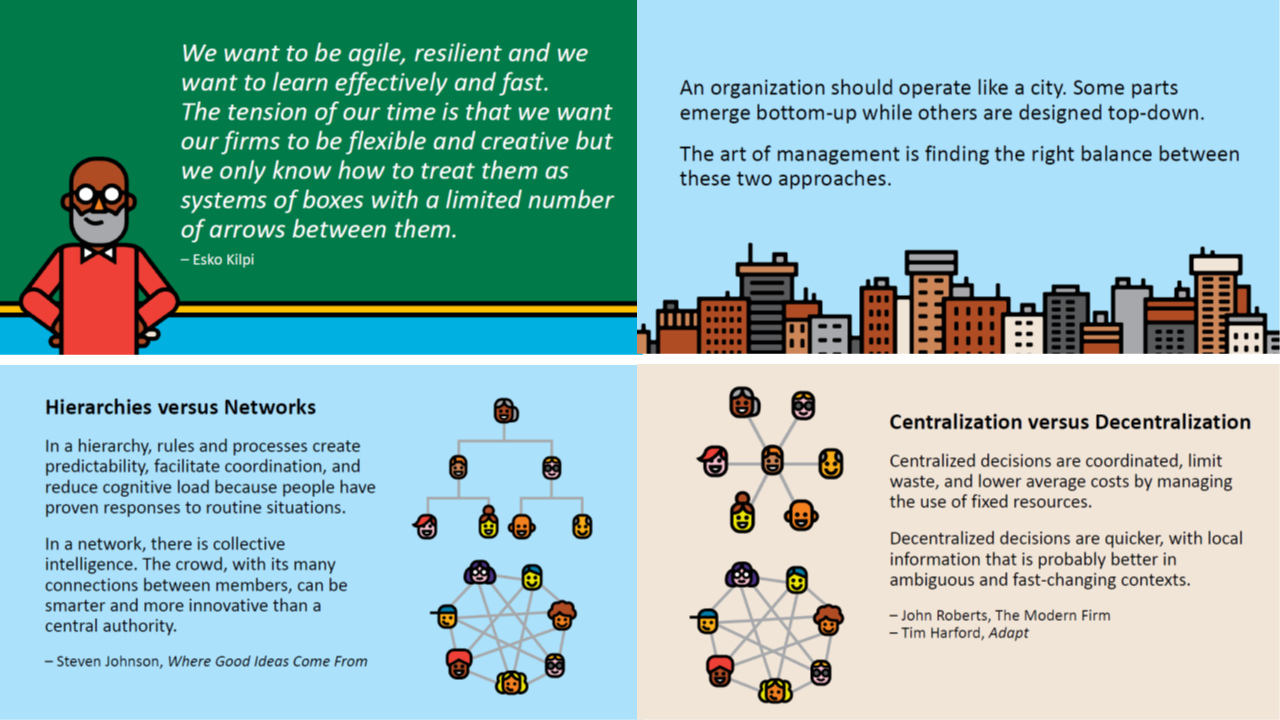 We want to be agile, resilient and we
want to learn effectively and fast.
The tension of our time is that we want
our firms to be flexible and creative but
we only know how to treat them as
systems of boxes with a limited number
of arrows between them.
– Esko Kilpi
An organization should operate like a city. Some parts
emerge bottom-up while others are designed top-down.
The art of management is finding the right balance between
these two approaches.
Hierarchies versus Networks
In a hierarchy, rules and processes create
predictability, facilitate coordination, and
reduce cognitive load because people have
proven responses to routine situations.
In a network, there is collective
intelligence. The crowd, with its many
connections between members, can be
smarter and more innovative than a
central authority.
– Steven Johnson, Where Good Ideas Come From
Centralization versus Decentralization
Centralized decisions are coordinated, limit
waste, and lower average costs by managing
the use of fixed resources.
Decentralized decisions are quicker, with local
information that is probably better in
ambiguous and fast-changing contexts.
– John Roberts, The Modern Firm
– Tim Harford, Adapt